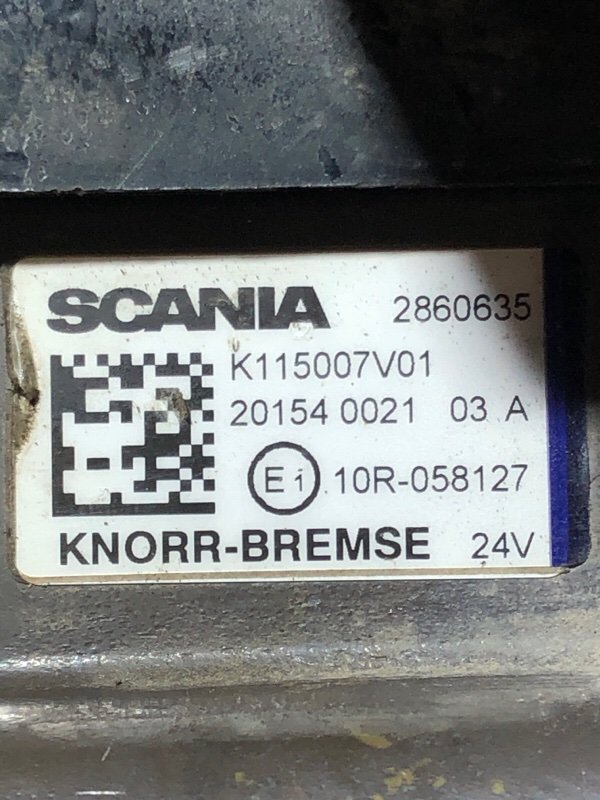 SCANIA 2860635
K115007V01
20154 0021 03 A
E1 10R-058127
KNORR-BREMSE 24V